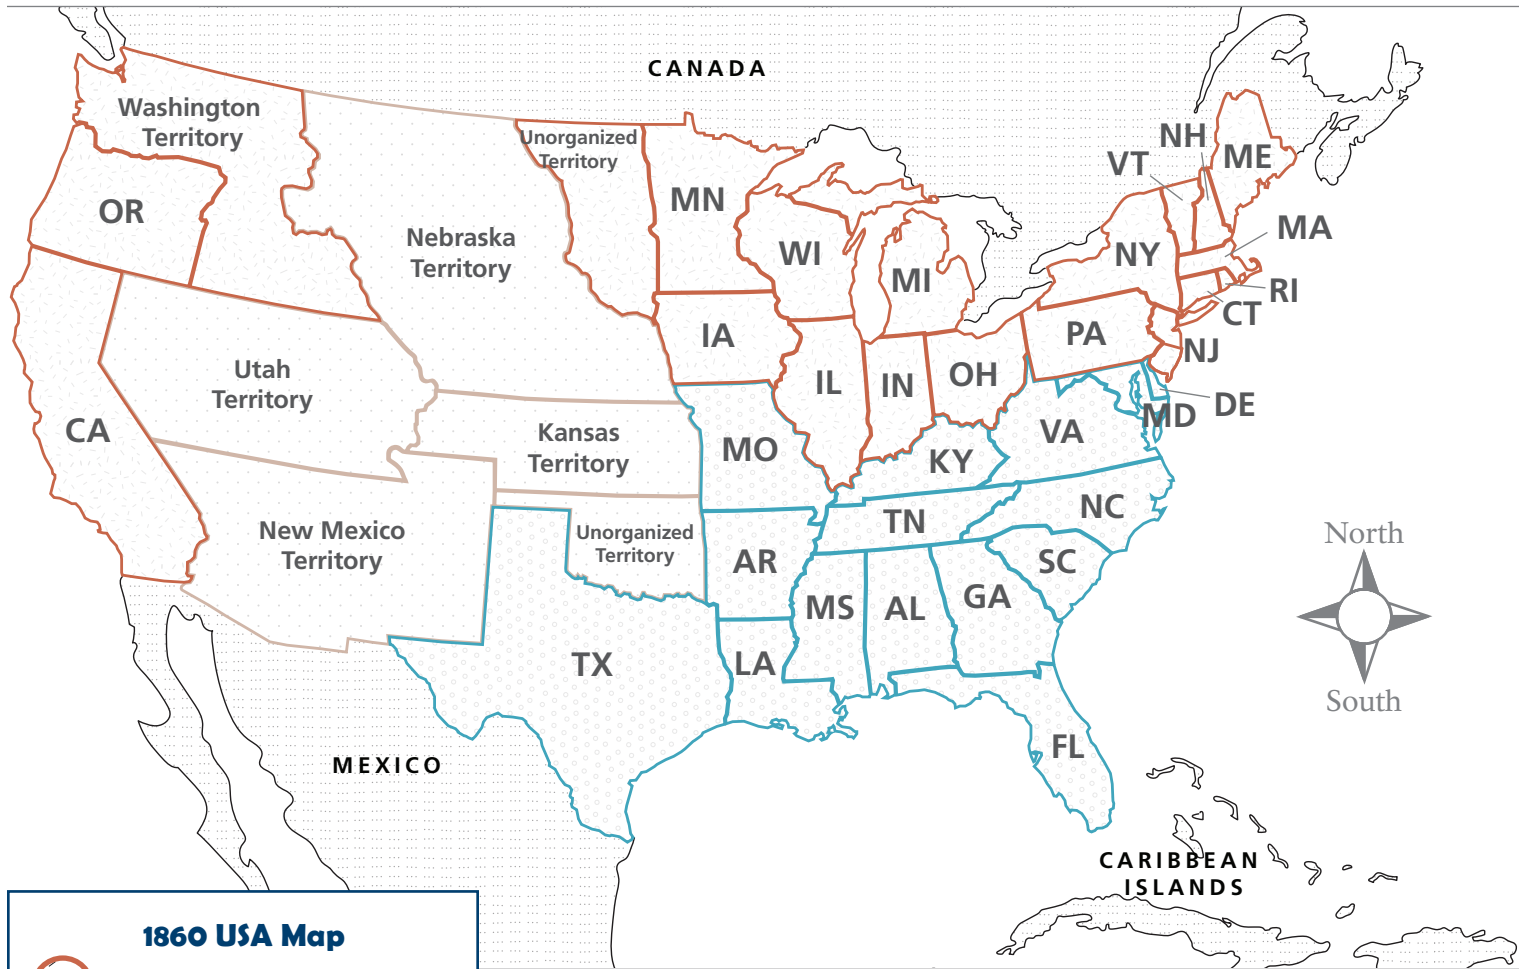 CANADA
Washington
Territory
Unorganized
Territory
NH
VT
ME
OR
MN
MA
Nebraska
Territory
WI
NY
MI
RI
CT
IA
PA
NJ
Utah
Territory
IL
IN
OH
DE
MD
CA
VA
Kansas
Territory
MO
KY
NC
TN
New Mexico
Territory
Unorganized
Territory
AR
SC
North
MS
AL
GA
TX
LA
South
FL
MEXICO
CARIBBEAN
ISLANDS
1860 USA Map